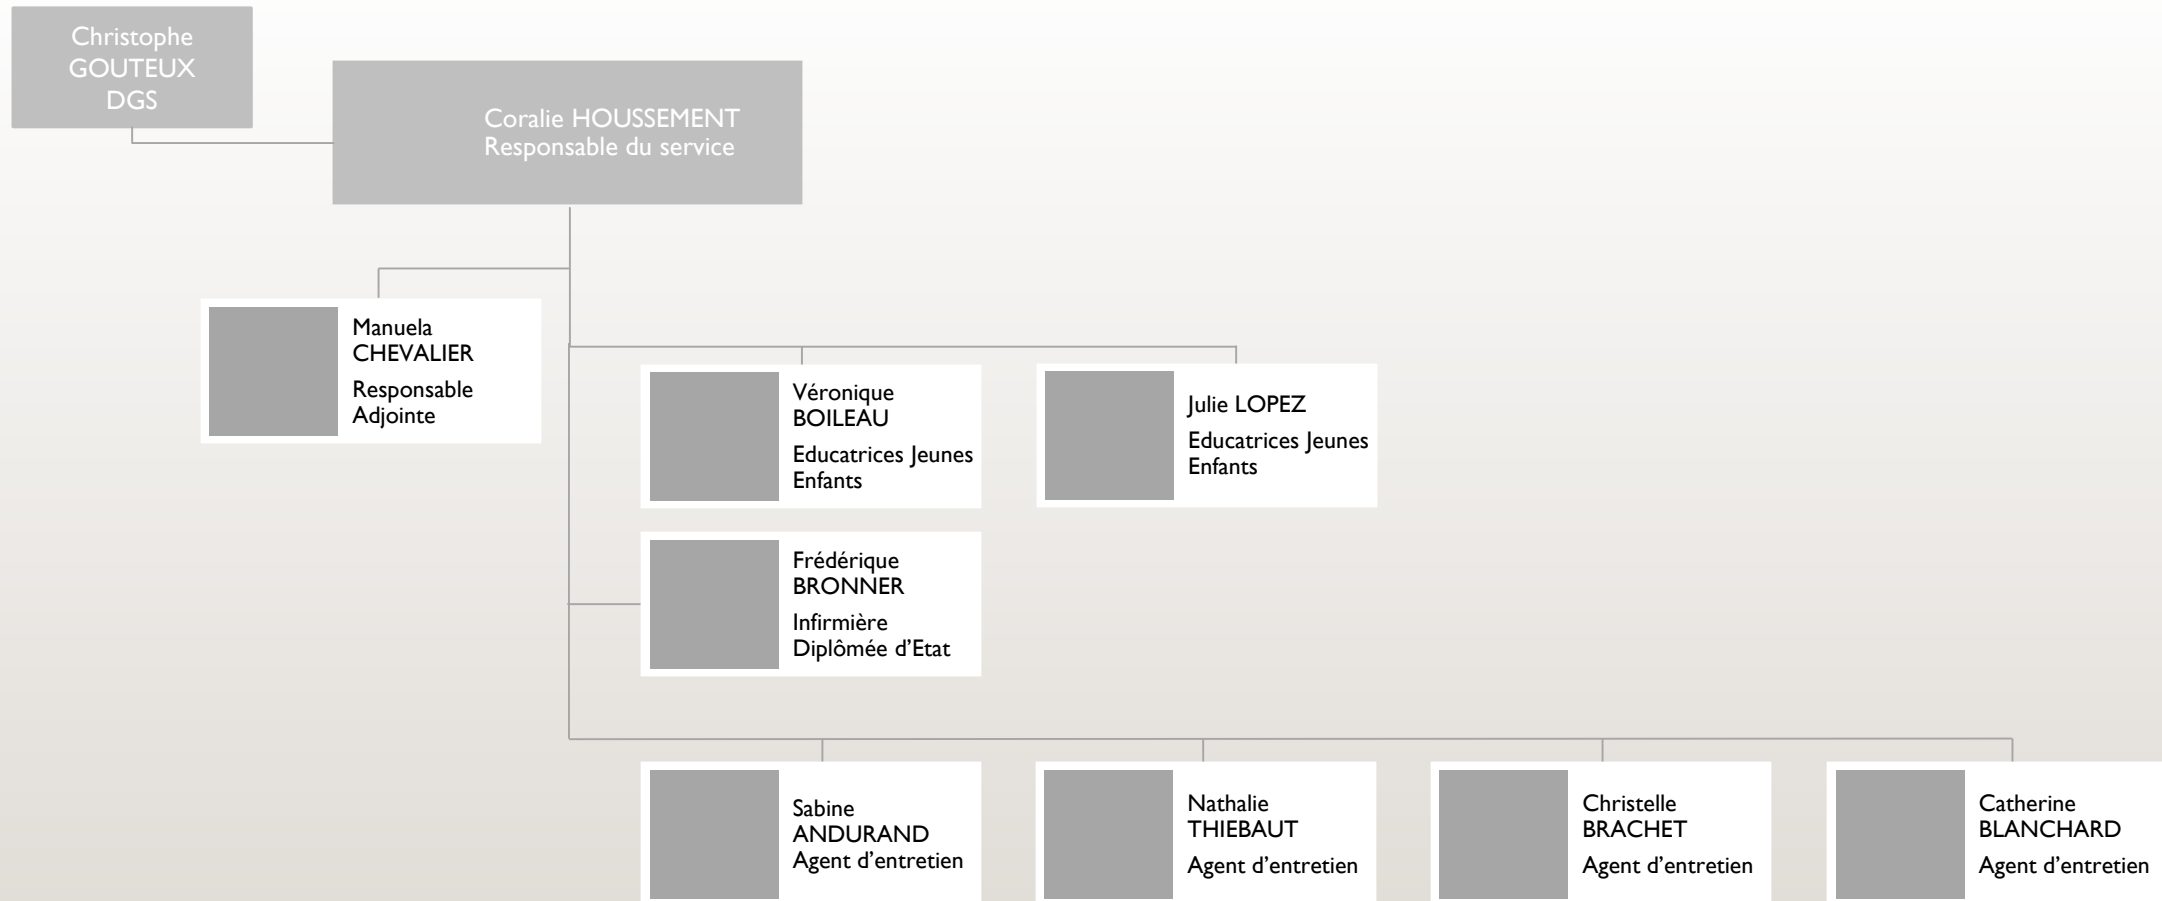 Christophe
GOUTEUX
DGS
Coralie HOUSSEMENT
Responsable du service
Manuela
CHEVALIER
Responsable
Adjointe
Véronique
BOILEAU
Educatrices Jeunes
Enfants
Julie LOPEZ
Educatrices Jeunes
Enfants
Frédérique
BRONNER
Infirmière
Diplômée d’Etat
Sabine
ANDURAND
Agent d’entretien
Nathalie
THIEBAUT
Agent d’entretien
Christelle
BRACHET
Agent d’entretien
Catherine
BLANCHARD
Agent d’entretien